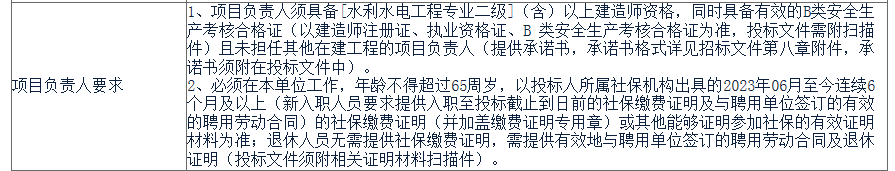 项目负责人要求
1、项目负责人须具备[水利水电工程专业二级]（含）以上建造师资格，同时具备有效的B类安全生
产考核合格证（以建造师注册证、执业资格证、B 类安全生产考核合格证为准，投标文件需附扫描
件）且未担任其他在建工程的项目负责人（提供承诺书，承诺书格式详见招标文件第八章附件，承
诺书须附在投标文件中）。
2、必须在本单位工作，年龄不得超过65周岁，以投标人所属社保机构出具的2023年06月至今连续6
个月及以上（新入职人员要求提供入职至投标截止到日前的社保缴费证明及与聘用单位签订的有效
的聘用劳动合同）的社保缴费证明（并加盖缴费证明专用章）或其他能够证明参加社保的有效证明
材料为准；退休人员无需提供社保缴费证明，需提供有效地与聘用单位签订的聘用劳动合同及退休
证明（投标文件须附相关证明材料扫描件）。